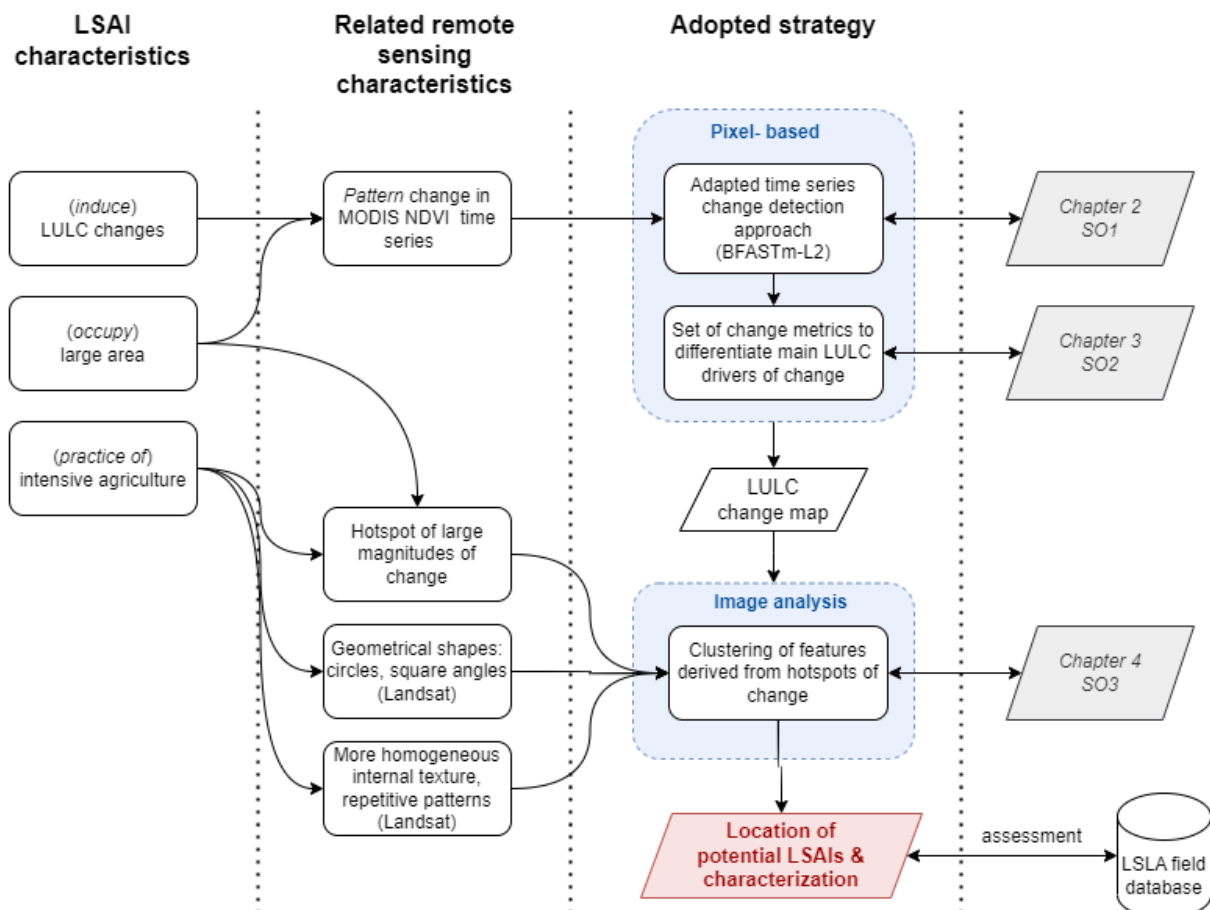 LSAI
characteristics
Related remote
sensing
characteristics
Adopted strategy
Pixel- based
(induce)
LULC changes
Pattern change in
MODIS NDVI time
series
Adapted time series
change detection
approach
(BFASTm-L2)
Chapter 2
SO1
(occupy)
large area
Set of change metrics to
differentiate main LULC
drivers of change
Chapter 3
SO2
(practice of)
intensive agriculture
LULC
change map
Hotspot of large
magnitudes of
change
Image analysis
Geometrical shapes:
circles, square angles
(Landsat)
Clustering of features
derived from hotspots of
change
Chapter 4
SO3
More homogeneous
internal texture,
repetitive patterns
(Landsat)
Location of
potential LSAIs &
characterization
assessment
LSLA field
database